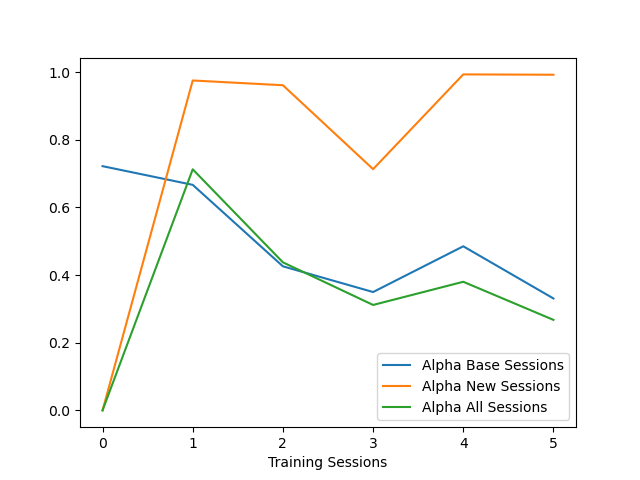 1.0
0.8
0.6
0.4
0.2
0.0
Alpha Base Sessions
Alpha New Sessions
Alpha All Sessions
0 1 2 3 4 5
Training Sessions